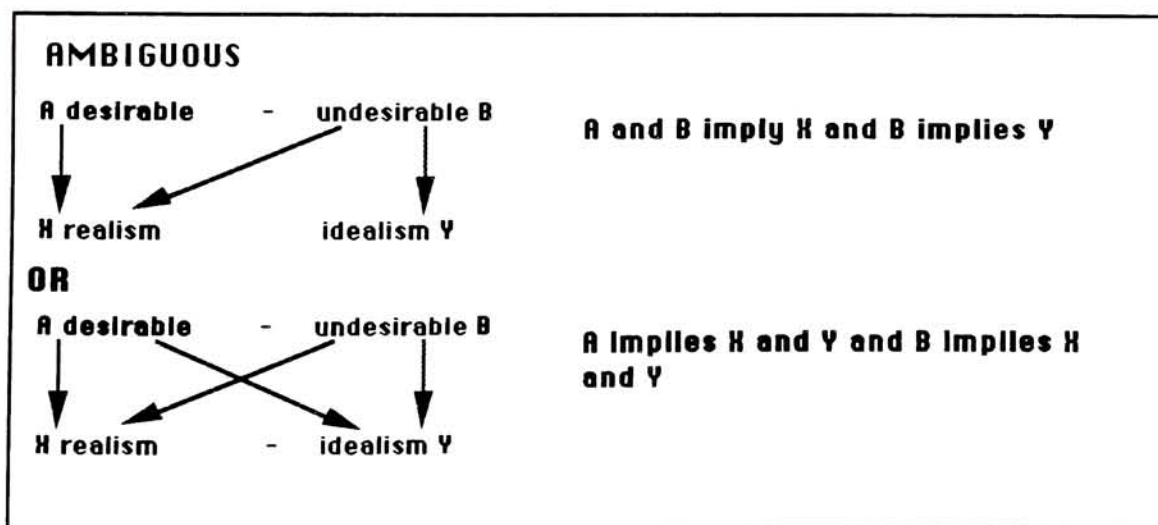 AMBIGUOUS
A desirable - undesirable B
A and B imply X and B implies Y
X realism idealism Y
OR
A desirable - undesirable B
A implies X and Y and B implies X
and Y
X realism - idealism Y